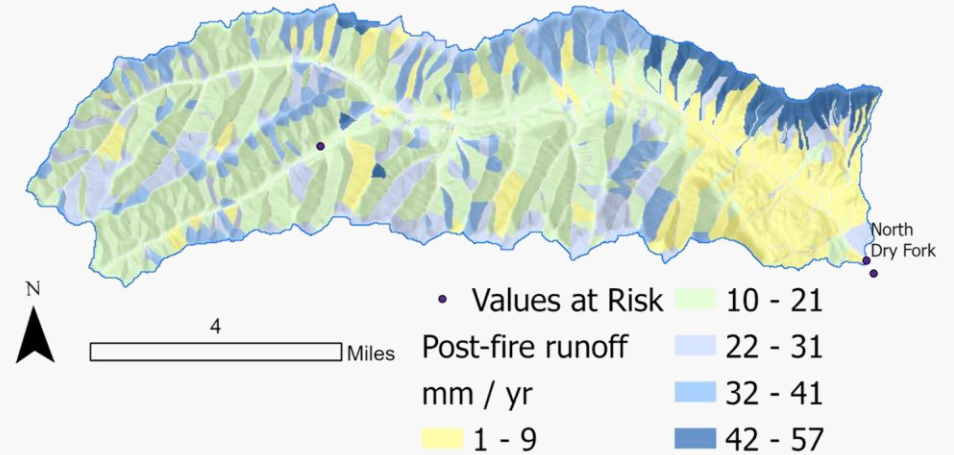 North
Dry Fork
N
4
Miles
Values at Risk
Post-fire runoff
mm / yr
1 - 9
10 - 21
22 - 31
32 - 41
42 - 57